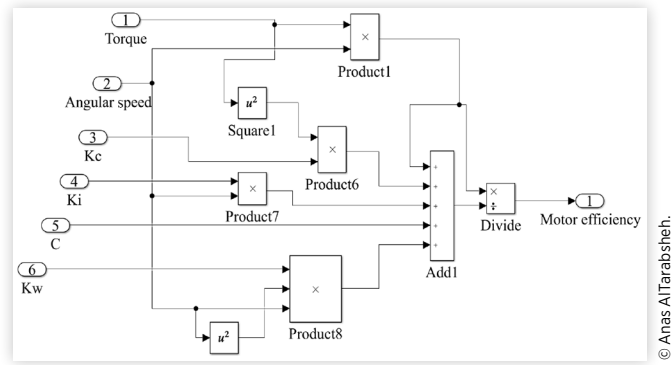 1
Torque
×
Product1
2
Angular speed
u²
Square1
3
Kc
×
Product6
4
Ki
×
Product7
5
C
+
+
+
+
+
Add1
×
÷
Divide
1
Motor efficiency
6
Kw
×
Product8
u²
© Anas AlTarabsheh.